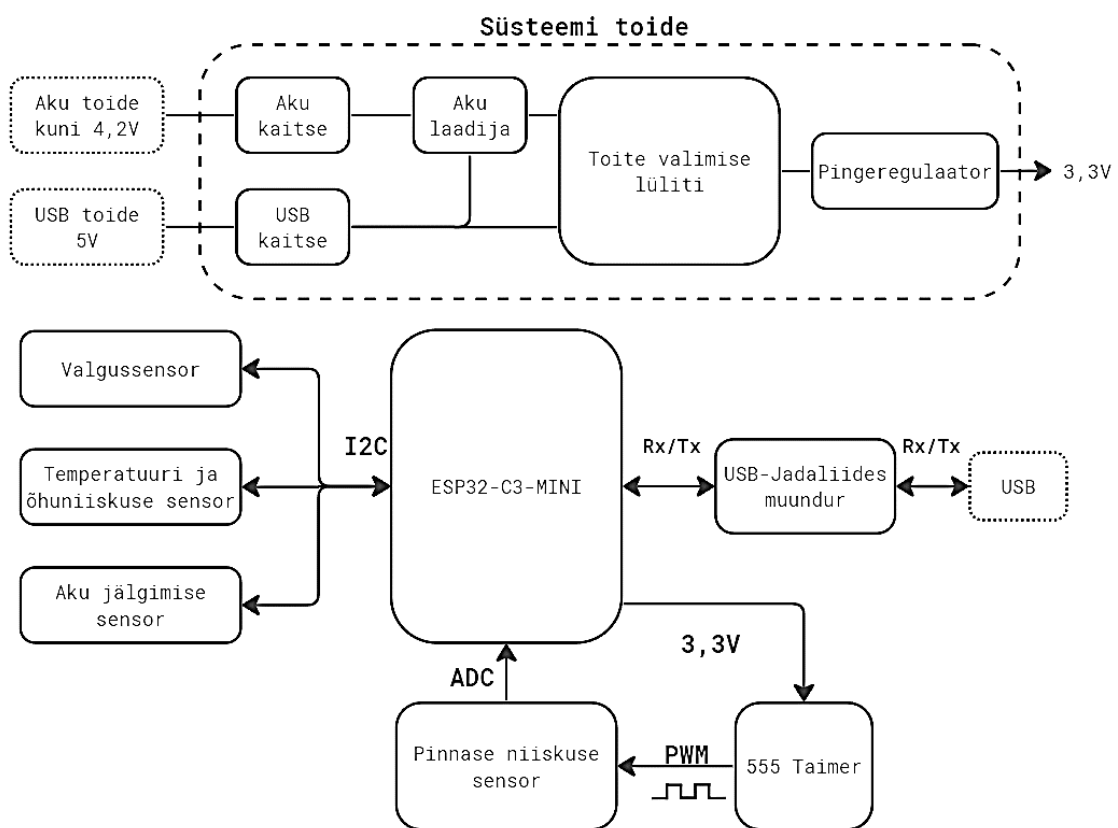 Süsteemi toide
Aku toide
kuni 4,2V
Aku
kaitse
Aku
laadija
Toite valimise
lüliti
Pingeregulaator
3,3V
USB toide
5V
USB
kaitse
Valgussensor
I2C
Temperatuuri ja
õhuniiskuse sensor
Aku jälgimise
sensor
ESP32-C3-MINI
Rx/Tx
USB-Jadaliides
muundur
Rx/Tx
USB
3,3V
ADC
Pinnase niiskuse
sensor
PWM
555 Taimer